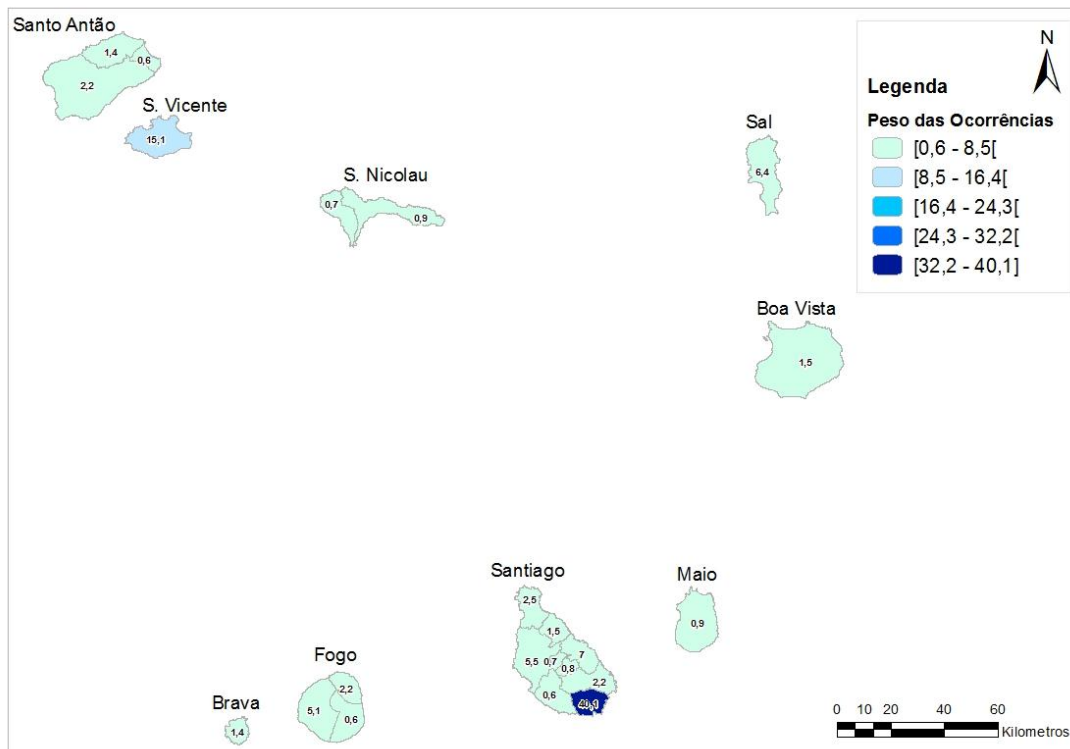 Santo Antão
1,4
0,6
2,2
S. Vicente
15,1
S. Nicolau
0,7
0,9
Sal
6,4
N
Legenda
Peso das Ocorrências
[0,6 - 8,5[
[8,5 - 16,4[
[16,4 - 24,3[
[24,3 - 32,2[
[32,2 - 40,1]
Boa Vista
1,5
Santiago
2,5
1,5
7
5,5
0,7
0,8
2,2
0,6
40,1
Maio
0,9
Fogo
2,2
5,1
0,6
Brava
1,4
0 10 20 40 60
Kilometros